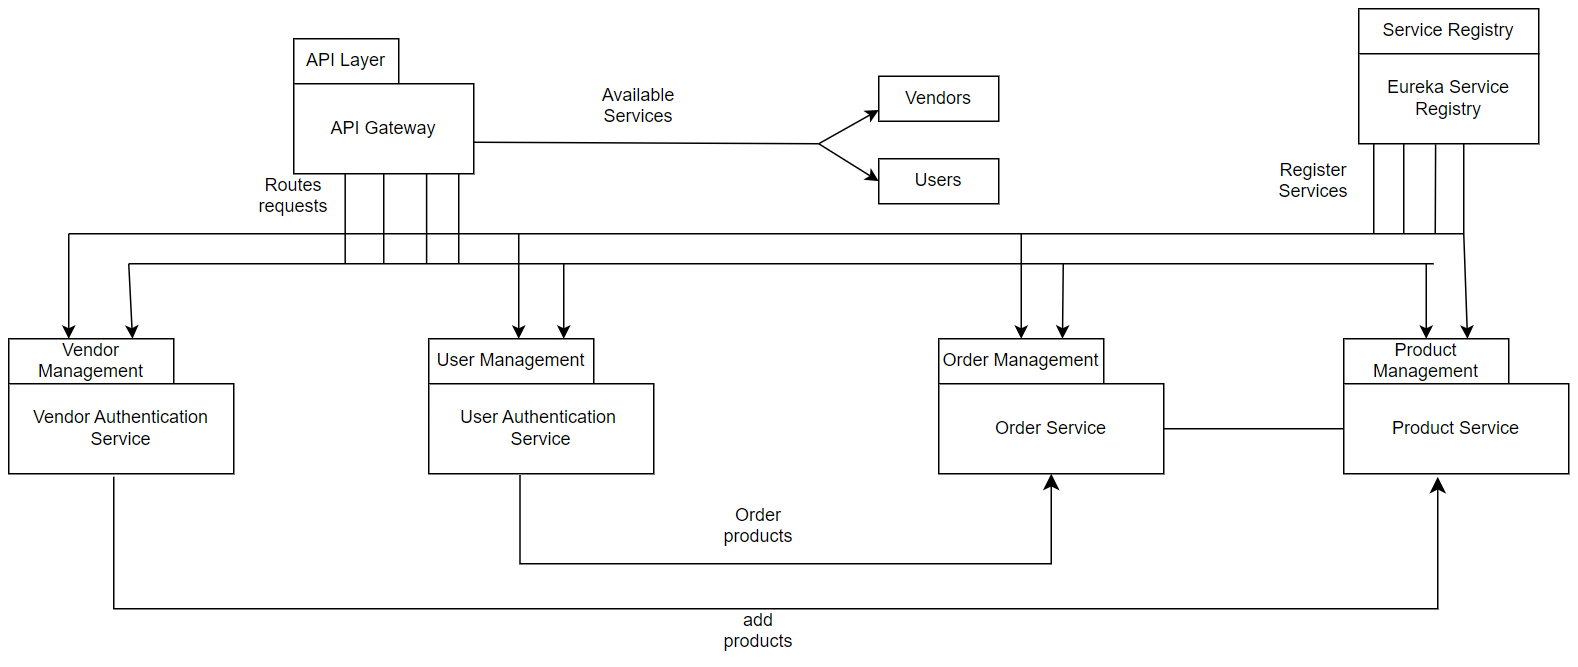 Service Registry
API Layer
Eureka Service
Registry
Available
Services
Vendors
API Gateway
Users
Register
Services
Routes
requests
Vendor
Management
User Management
Order Management
Product
Management
Vendor Authentication
Service
User Authentication
Service
Order Service
Product Service
Order
products
add
products